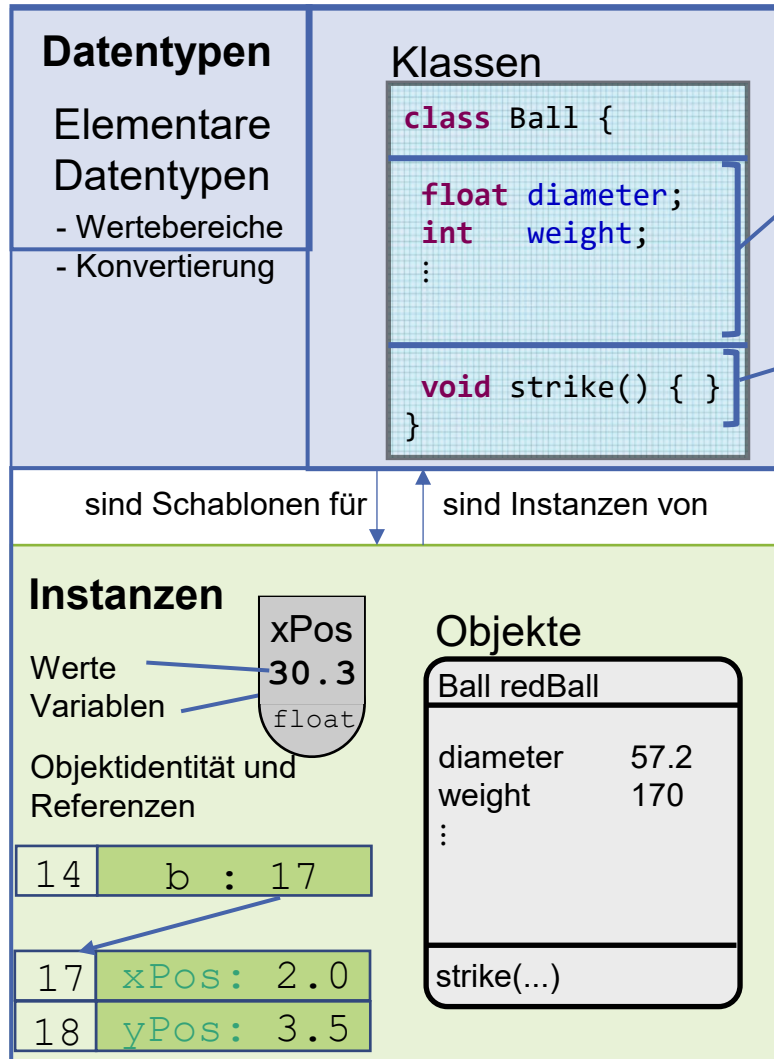 Datentypen
Elementare
Datentypen
- Wertebereiche
- Konvertierung
Klassen
class Ball {
float diameter;
int weight;
⋮
void strike() { }
}
sind Schablonen für
sind Instanzen von
Instanzen
Werte
Variablen
xPos
30.3
float
Objektidentität und
Referenzen
14 b : 17
17 xPos: 2.0
18 yPos: 3.5
Objekte
Ball redBall
diameter 57.2
weight 170
⋮
strike(...)